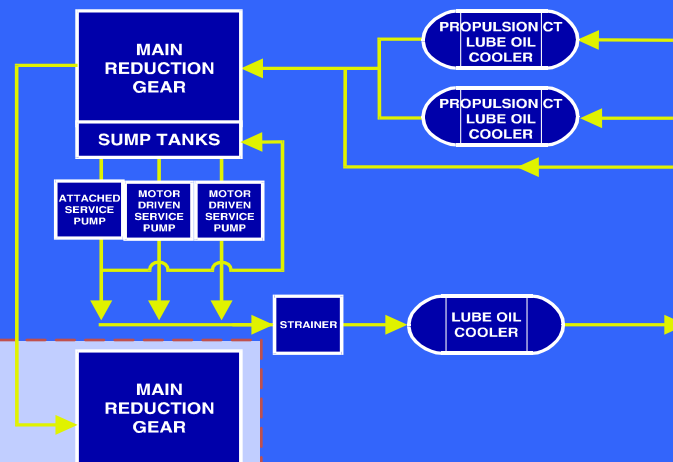 MAIN
REDUCTION
GEAR
SUMP TANKS
PROPULSION CT
LUBE OIL
COOLER
PROPULSION CT
LUBE OIL
COOLER
ATTACHED
SERVICE
PUMP
MOTOR
DRIVEN
SERVICE
PUMP
MOTOR
DRIVEN
SERVICE
PUMP
STRAINER
LUBE OIL
COOLER
MAIN
REDUCTION
GEAR